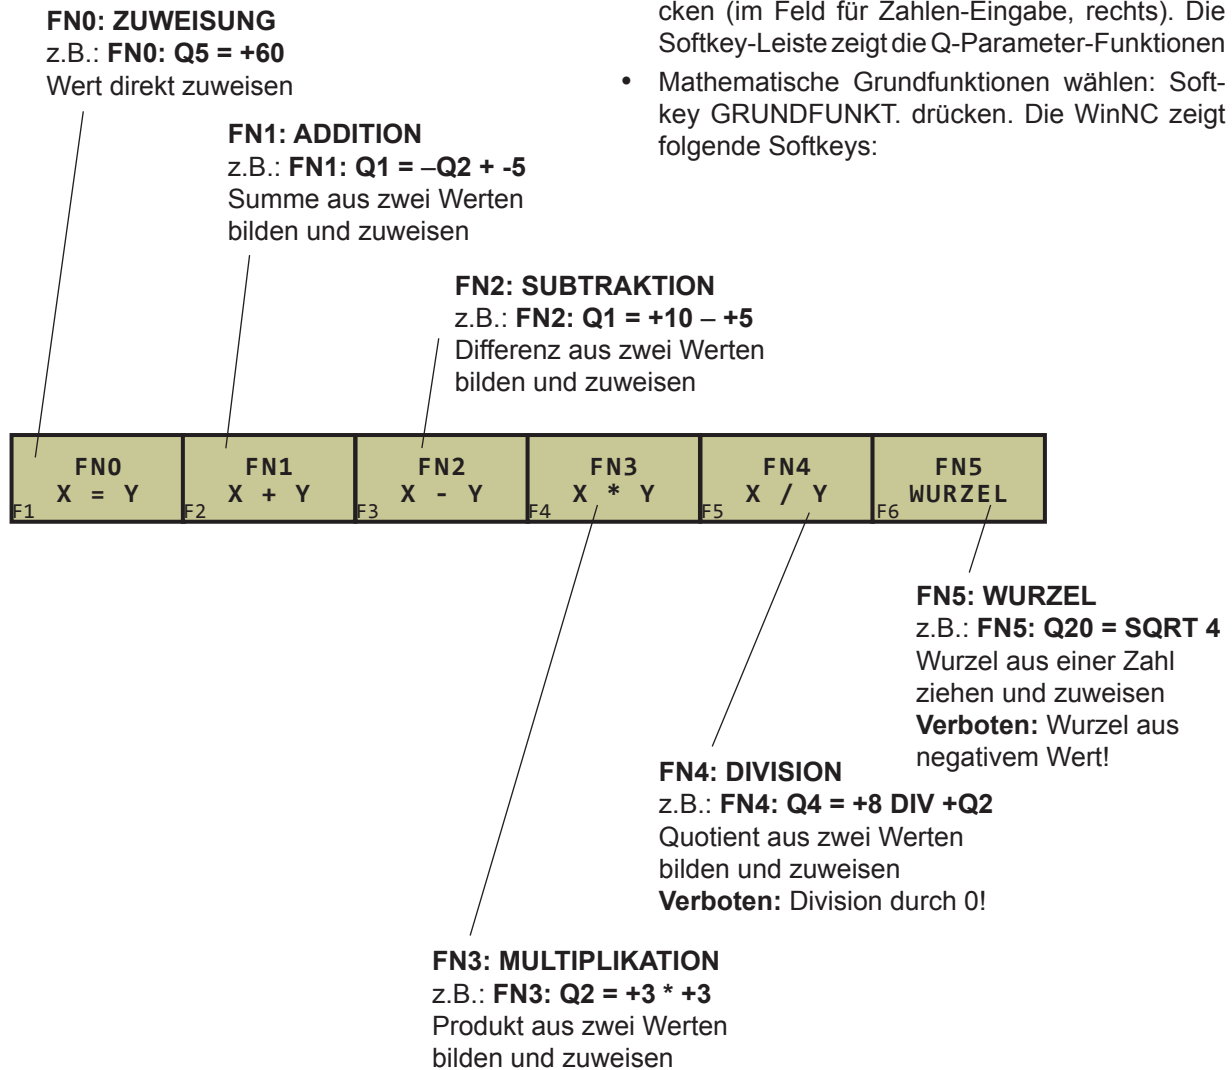 FN0: ZUWEISUNG
z.B.: FN0: Q5 = +60
Wert direkt zuweisen
cken (im Feld für Zahlen-Eingabe, rechts). Die
Softkey-Leiste zeigt die Q-Parameter-Funktionen
• Mathematische Grundfunktionen wählen: Soft-
key GRUNDFUNKT. drücken. Die WinNC zeigt
folgende Softkeys:
FN1: ADDITION
z.B.: FN1: Q1 = –Q2 + -5
Summe aus zwei Werten
bilden und zuweisen
FN2: SUBTRAKTION
z.B.: FN2: Q1 = +10 – +5
Differenz aus zwei Werten
bilden und zuweisen
FN0
X = Y
F1
FN1
X + Y
F2
FN2
X - Y
F3
FN3
X * Y
F4
FN4
X / Y
F5
FN5
WURZEL
F6
FN5: WURZEL
z.B.: FN5: Q20 = SQRT 4
Wurzel aus einer Zahl
ziehen und zuweisen
Verboten: Wurzel aus
negativem Wert!
FN4: DIVISION
z.B.: FN4: Q4 = +8 DIV +Q2
Quotient aus zwei Werten
bilden und zuweisen
Verboten: Division durch 0!
FN3: MULTIPLIKATION
z.B.: FN3: Q2 = +3 * +3
Produkt aus zwei Werten
bilden und zuweisen